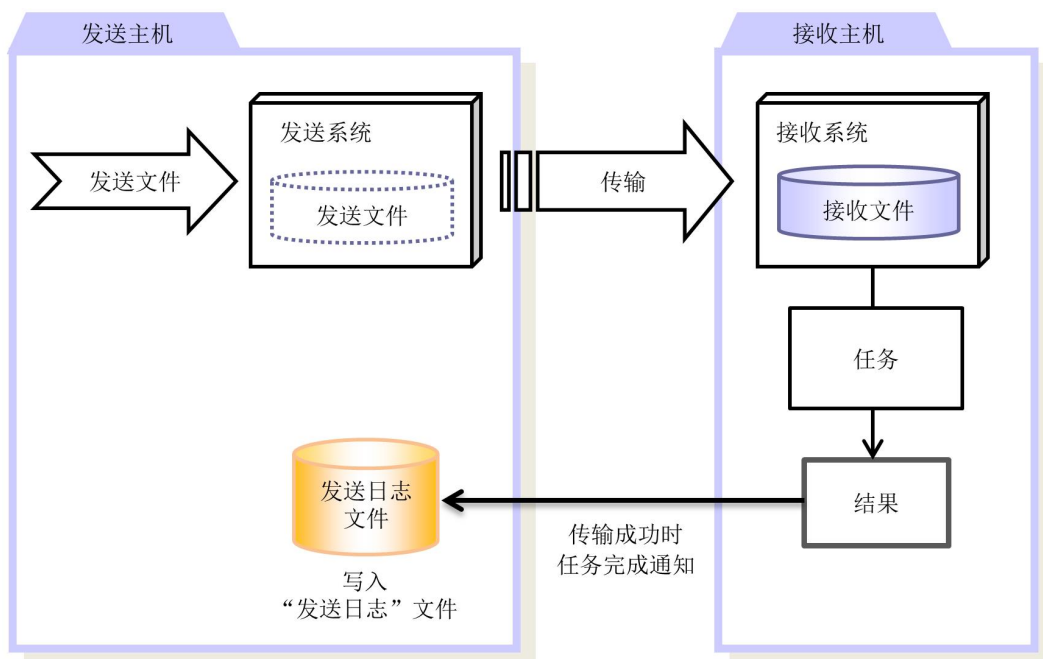 发送主机
接收主机
发送系统
接收系统
发送文件
发送文件
传输
接收文件
任务
发送日志
文件
结果
传输成功时
任务完成通知
写入
“发送日志”文件